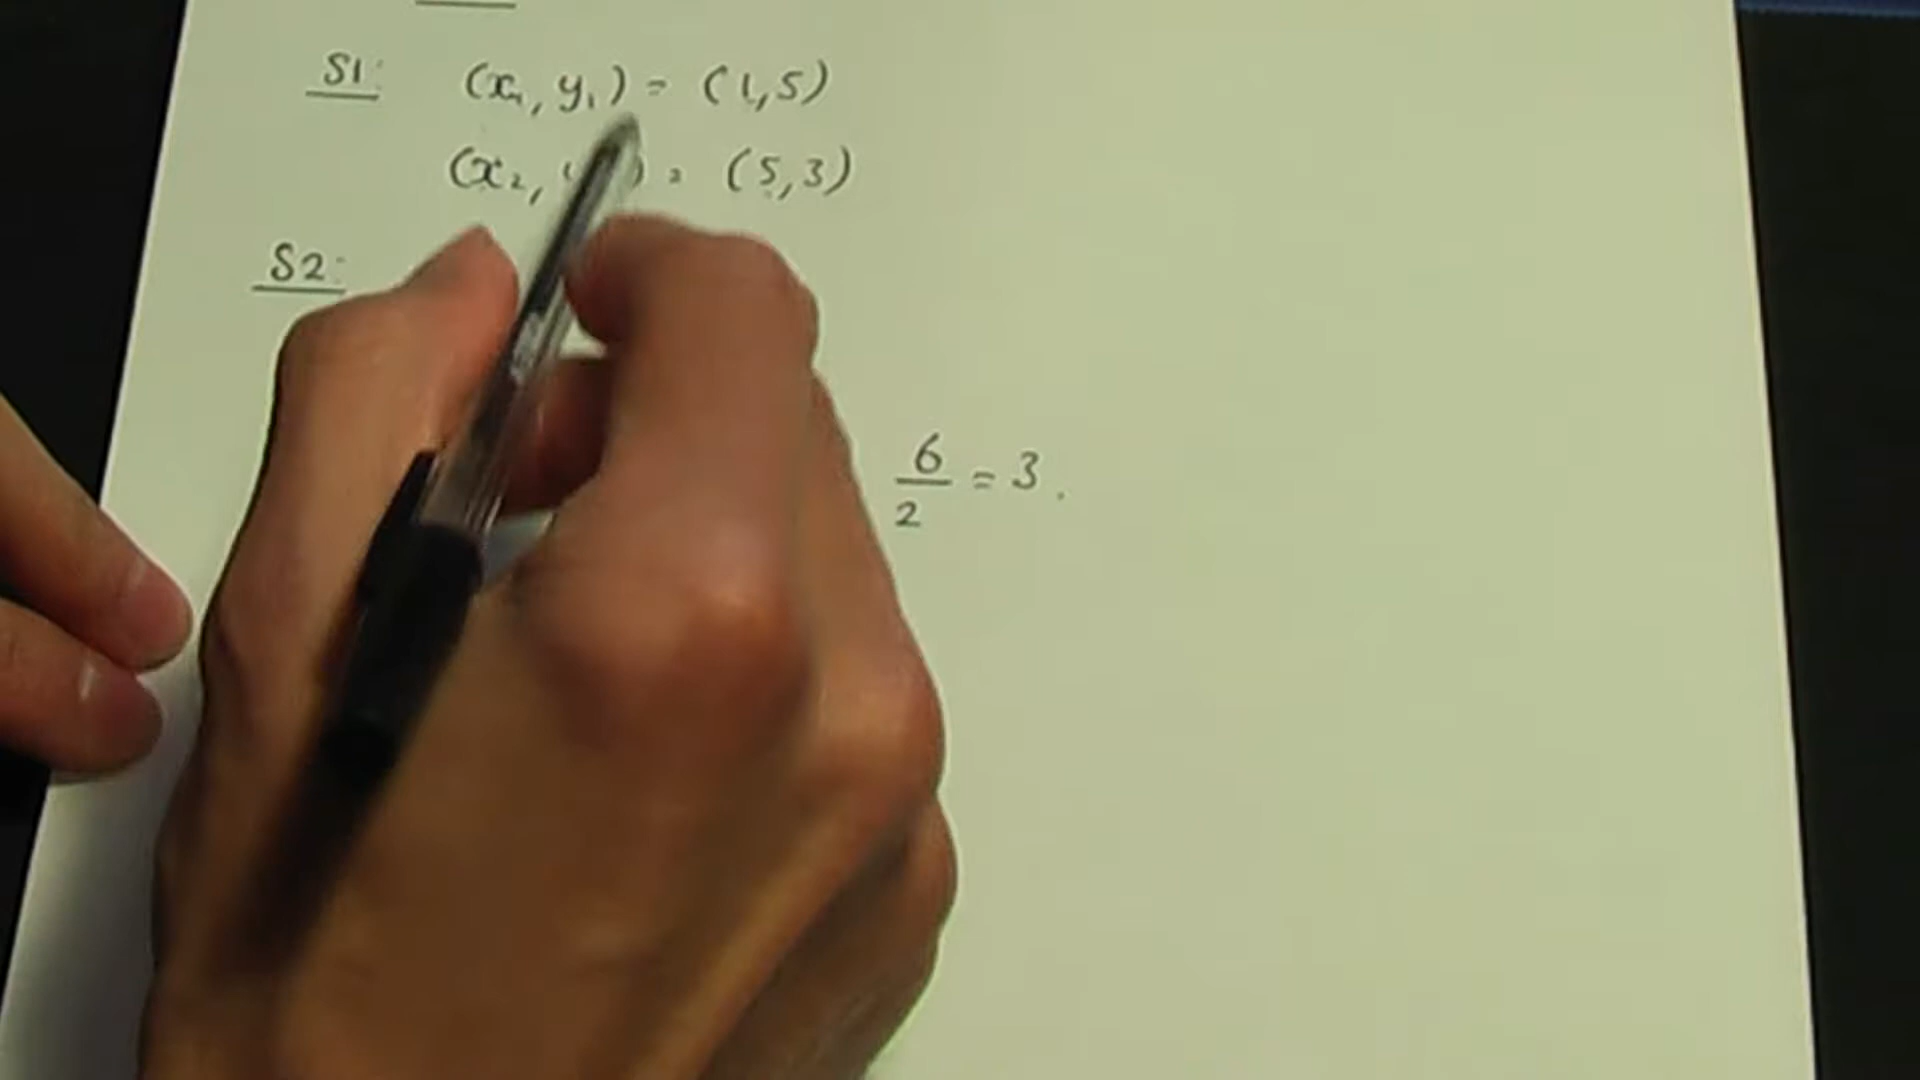 S1: (x₁, y₁) = (1,5)
(x₂, ) = (5,3)
S2:
6/2 = 3.